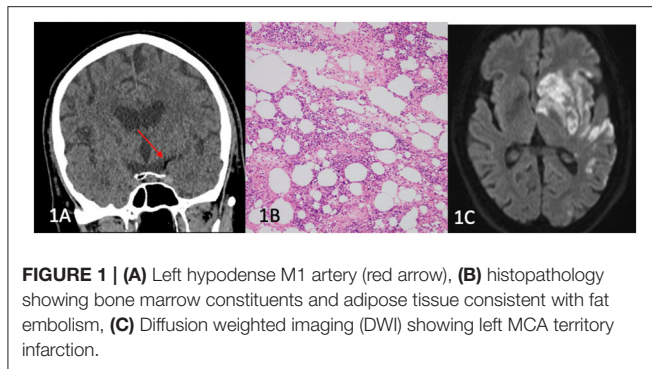 1A
1B
1C
FIGURE 1 | (A) Left hypodense M1 artery (red arrow), (B) histopathology
showing bone marrow constituents and adipose tissue consistent with fat
embolism, (C) Diffusion weighted imaging (DWI) showing left MCA territory
infarction.